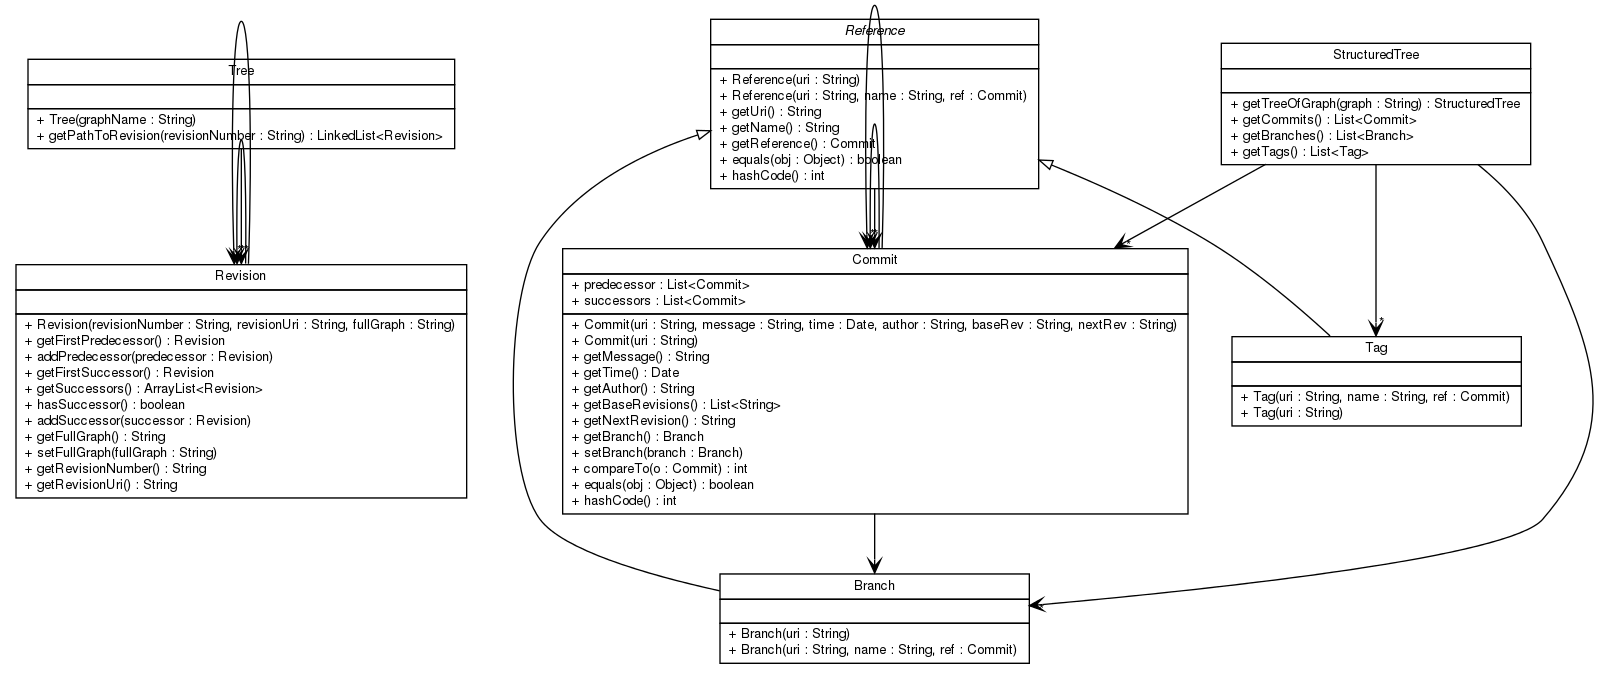 Tree
+ Tree(graphName : String)
+ getPathToRevision(revisionNumber : String) : LinkedList<Revision>
Revision
+ Revision(revisionNumber : String, revisionUri : String, fullGraph : String)
+ getFirstPredecessor() : Revision
+ addPredecessor(predecessor : Revision)
+ getFirstSuccessor() : Revision
+ getSuccessors() : ArrayList<Revision>
+ hasSuccessor() : boolean
+ addSuccessor(successor : Revision)
+ getFullGraph() : String
+ setFullGraph(fullGraph : String)
+ getRevisionNumber() : String
+ getRevisionUri() : String
Reference
+ Reference(uri : String)
+ Reference(uri : String, name : String, ref : Commit)
+ getUri() : String
+ getName() : String
+ getReference() : Commit
+ equals(obj : Object) : boolean
+ hashCode() : int
Commit
+ predecessor : List<Commit>
+ successors : List<Commit>
+ Commit(uri : String, message : String, time : Date, author : String, baseRev : String, nextRev : String)
+ Commit(uri : String)
+ getMessage() : String
+ getTime() : Date
+ getAuthor() : String
+ getBaseRevisions() : List<String>
+ getNextRevision() : String
+ getBranch() : Branch
+ setBranch(branch : Branch)
+ compareTo(o : Commit) : int
+ equals(obj : Object) : boolean
+ hashCode() : int
Branch
+ Branch(uri : String)
+ Branch(uri : String, name : String, ref : Commit)
StructuredTree
+ getTreeOfGraph(graph : String) : StructuredTree
+ getCommits() : List<Commit>
+ getBranches() : List<Branch>
+ getTags() : List<Tag>
*
*
Tag
+ Tag(uri : String, name : String, ref : Commit)
+ Tag(uri : String)
*